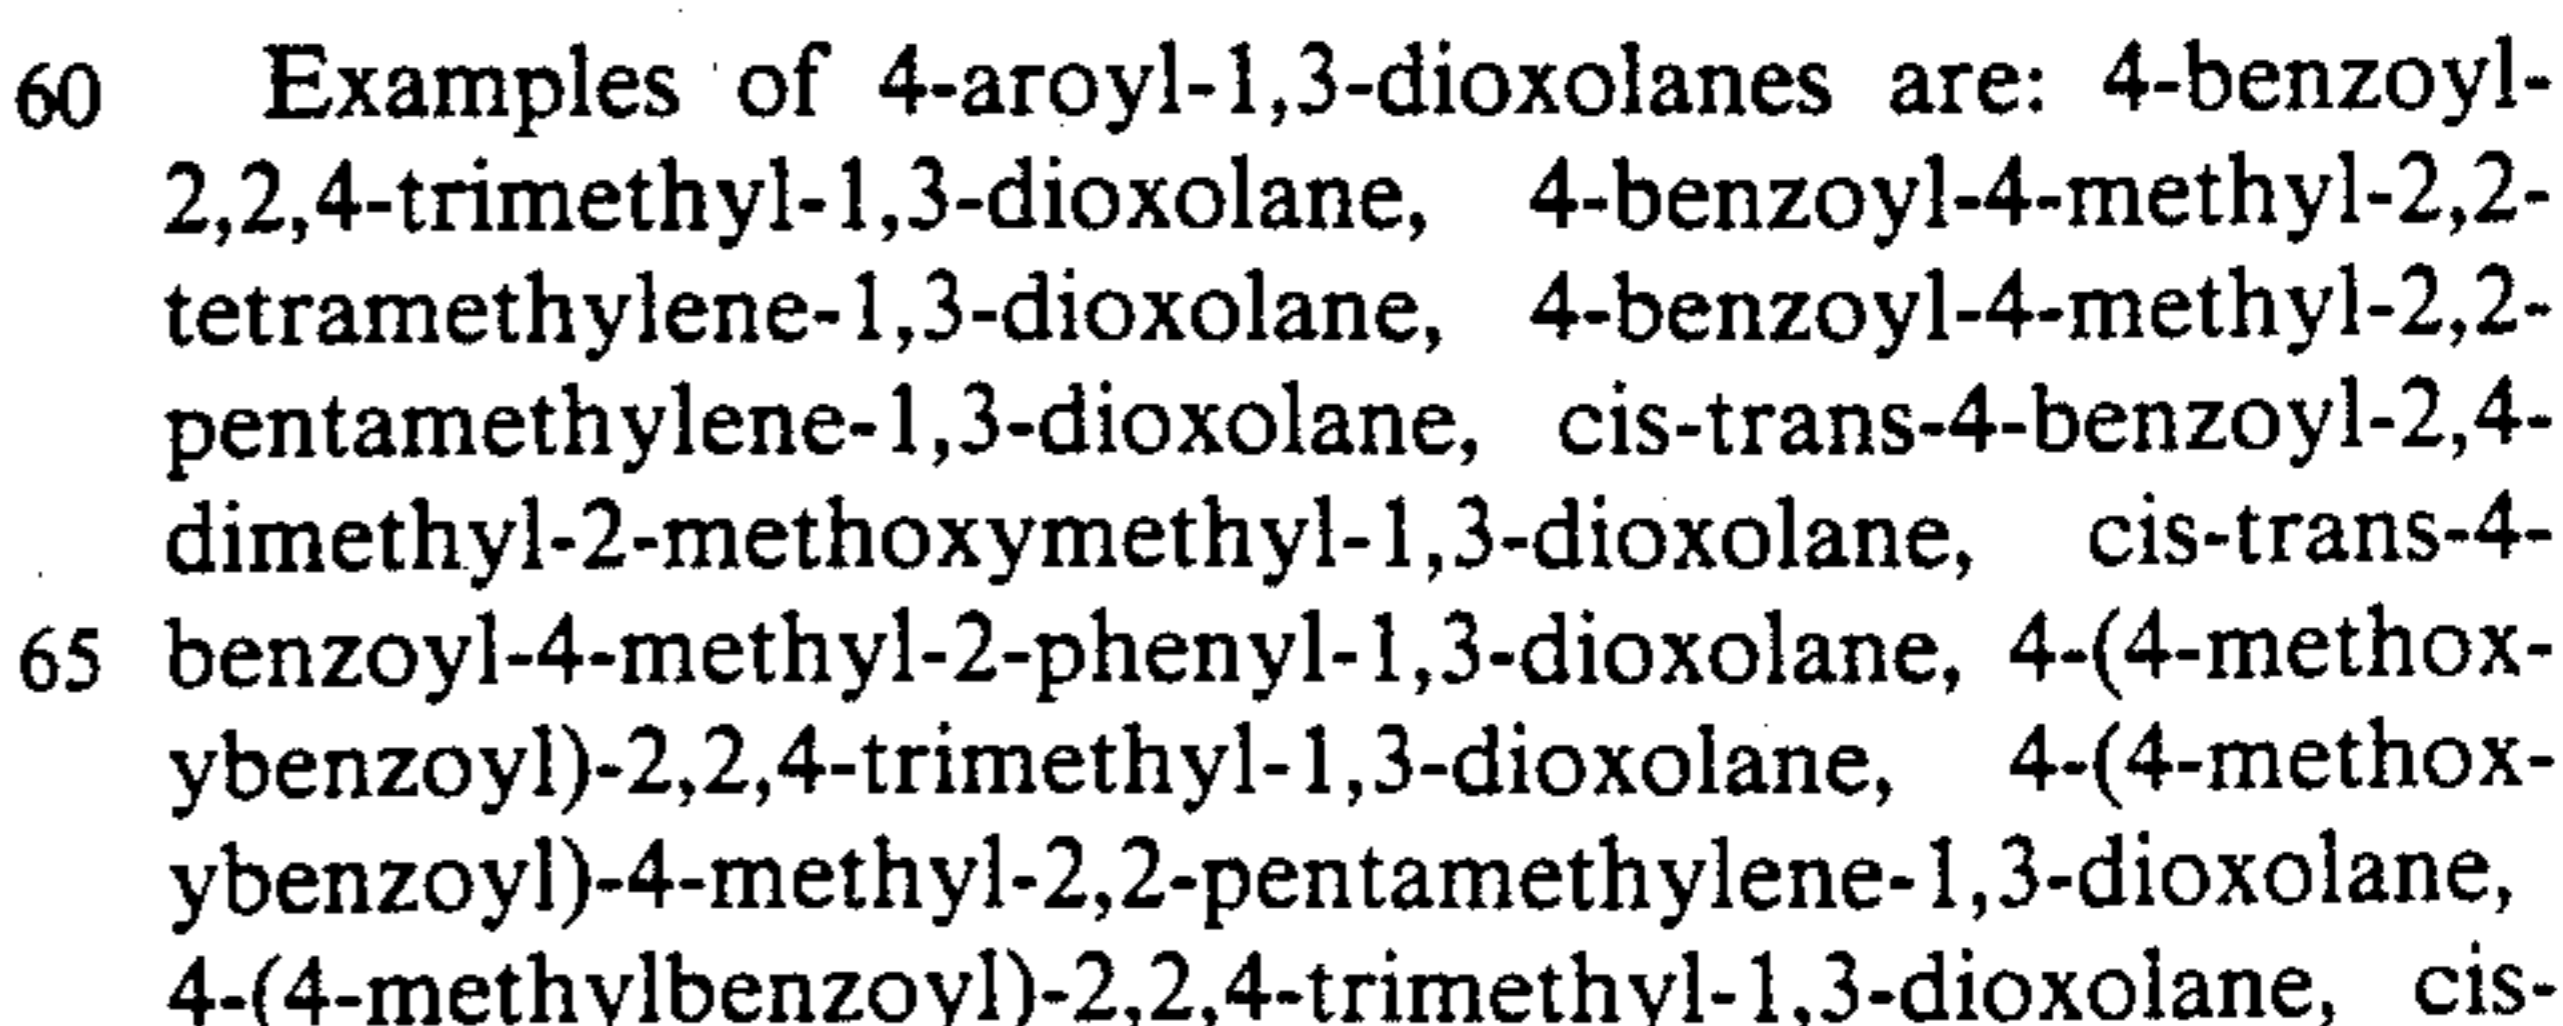 60 Examples of 4-aroyl-1,3-dioxolanes are: 4-benzoyl-
2,2,4-trimethyl-1,3-dioxolane, 4-benzoyl-4-methyl-2,2-
tetramethylene-1,3-dioxolane, 4-benzoyl-4-methyl-2,2-
pentamethylene-1,3-dioxolane, cis-trans-4-benzoyl-2,4-
dimethyl-2-methoxymethyl-1,3-dioxolane, cis-trans-4-
65 benzoyl-4-methyl-2-phenyl-1,3-dioxolane, 4-(4-methox-
ybenzoyl)-2,2,4-trimethyl-1,3-dioxolane, 4-(4-methox-
ybenzoyl)-4-methyl-2,2-pentamethylene-1,3-dioxolane,
4-(4-methylbenzoyl)-2,2,4-trimethyl-1,3-dioxolane, cis-